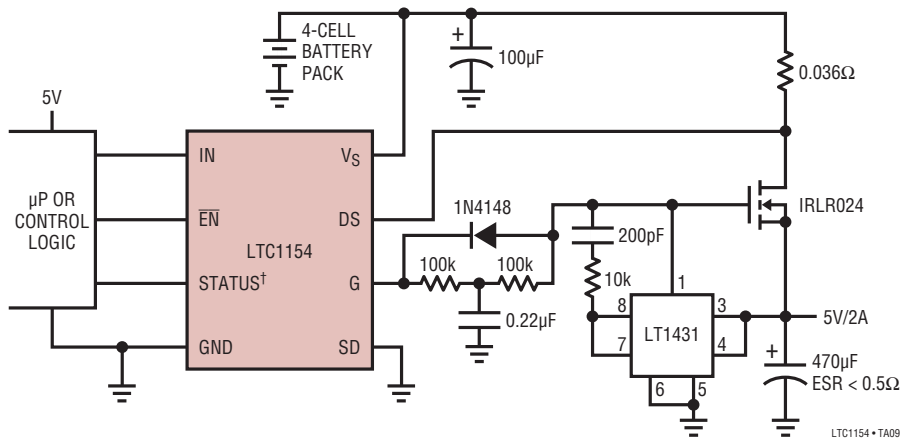 4-CELL
BATTERY
PACK
+
100µF
0.036Ω
5V
µP OR
CONTROL
LOGIC
IN
EN
STATUS†
GND
LTC1154
VS
DS
G
SD
1N4148
100k
100k
0.22µF
200pF
10k
IRLR024
1
8
7
LT1431
3
4
6
5
5V/2A
+
470µF
ESR < 0.5Ω
LTC1154 • TA09